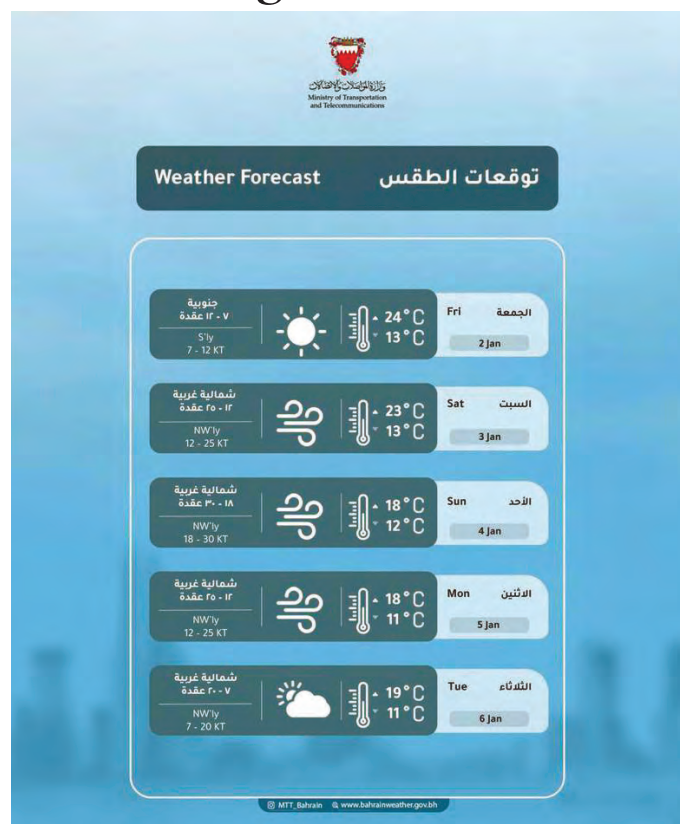 وزارة المواصلات والاتصالات
Ministry of Transportation
and Telecommunications
Weather Forecast توقعات الطقس
جنوبية
٧ - ١٢ عقدة
S'ly
7 - 12 KT
24°C
13°C
Fri الجمعة
2 Jan
شمالية غربية
١٢ - ٢٥ عقدة
NW'ly
12 - 25 KT
23°C
13°C
Sat السبت
3 Jan
شمالية غربية
١٨ - ٣٠ عقدة
NW'ly
18 - 30 KT
18°C
12°C
Sun الأحد
4 Jan
شمالية غربية
١٢ - ٢٥ عقدة
NW'ly
12 - 25 KT
18°C
11°C
Mon الاثنين
5 Jan
شمالية غربية
٧ - ٢٠ عقدة
NW'ly
7 - 20 KT
19°C
11°C
Tue الثلاثاء
6 Jan
MTT_Bahrain www.bahrainweather.gov.bh